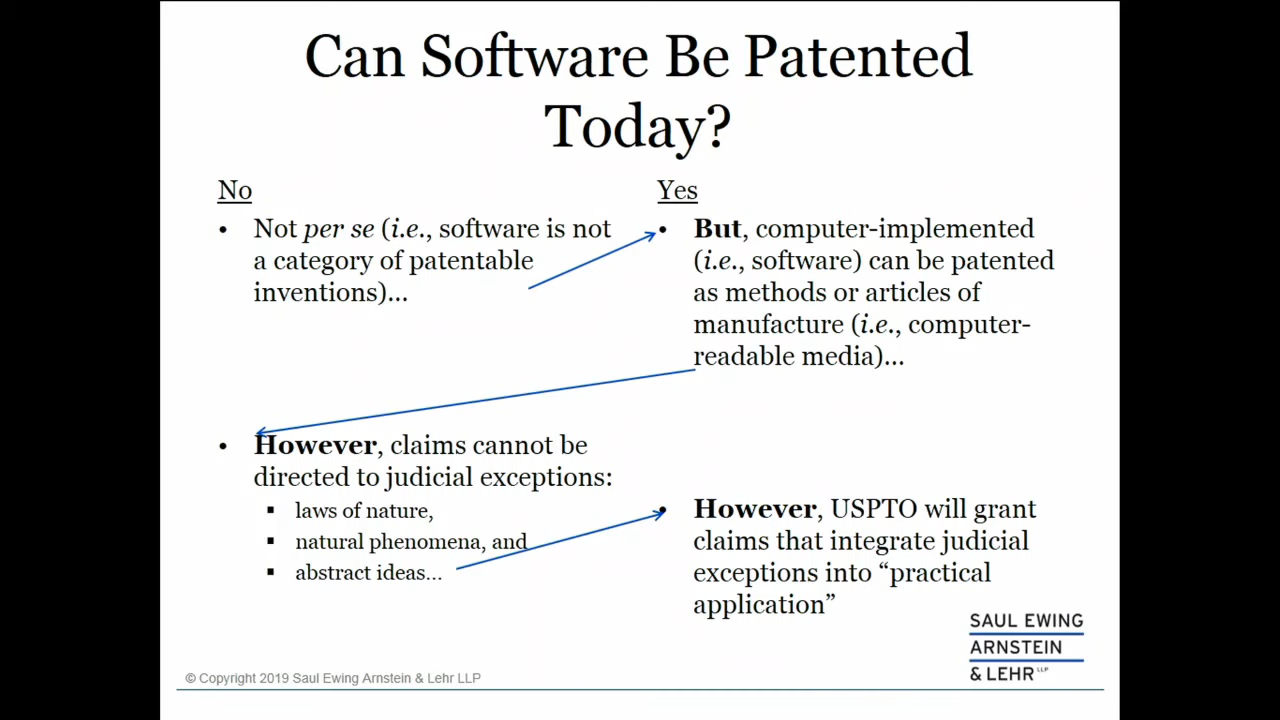 Can Software Be Patented
Today?
No
• Not per se (i.e., software is not
a category of patentable
inventions)…
• However, claims cannot be
directed to judicial exceptions:
▪ laws of nature,
▪ natural phenomena, and
▪ abstract ideas…
Yes
• But, computer-implemented
(i.e., software) can be patented
as methods or articles of
manufacture (i.e., computer-
readable media)…
• However, USPTO will grant
claims that integrate judicial
exceptions into “practical
application”
SAUL EWING
ARNSTEIN
& LEHR LLP
© Copyright 2019 Saul Ewing Arnstein & Lehr LLP